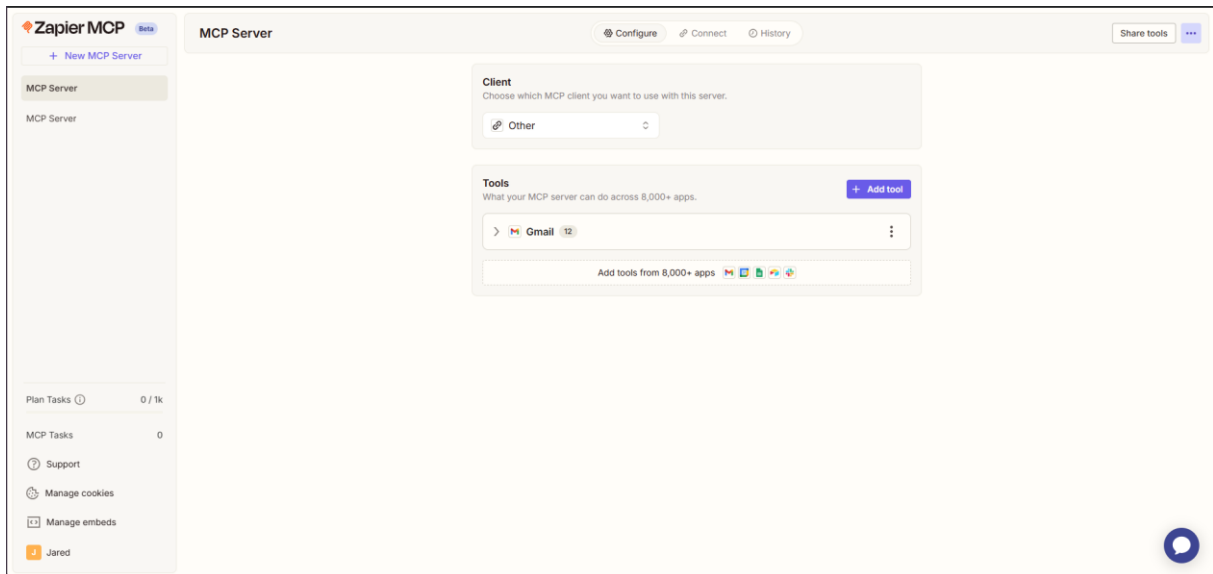 Zapier MCP Beta
+ New MCP Server
MCP Server
MCP Server
Plan Tasks 0 / 1k
MCP Tasks 0
Support
Manage cookies
Manage embeds
J Jared
MCP Server
Configure Connect History
Share tools
Client
Choose which MCP client you want to use with this server.
Other
Tools
What your MCP server can do across 8,000+ apps.
+ Add tool
Gmail 12
Add tools from 8,000+ apps